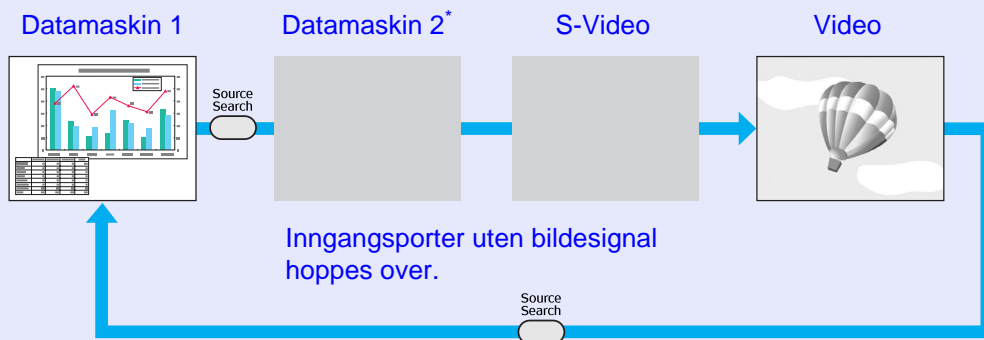 Datamaskin 1
Datamaskin 2*
S-Video
Video
Source
Search
Inngangsporter uten bildesignal
hoppes over.
Source
Search